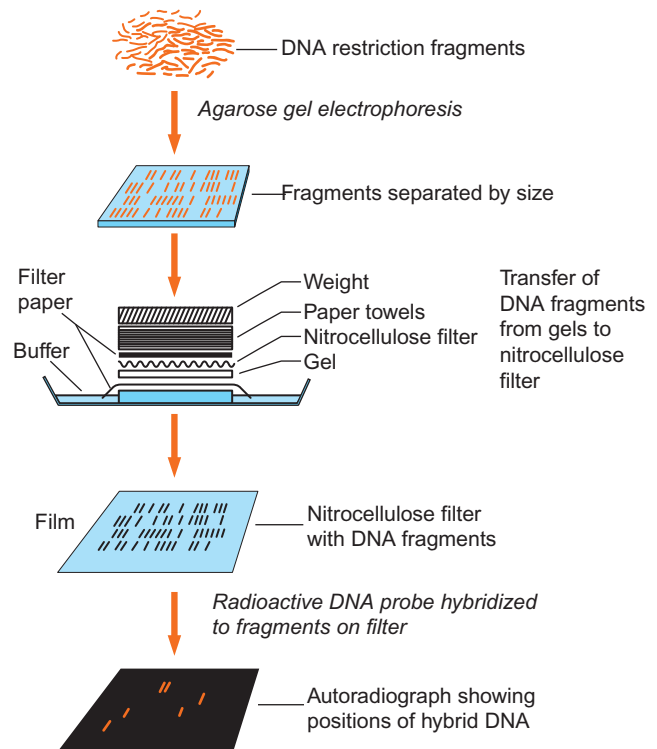 DNA restriction fragments
Agarose gel electrophoresis
Fragments separated by size
Filter
paper
Buffer
Weight
Paper towels
Nitrocellulose filter
Gel
Transfer of
DNA fragments
from gels to
nitrocellulose
filter
Film
Nitrocellulose filter
with DNA fragments
Radioactive DNA probe hybridized
to fragments on filter
Autoradiograph showing
positions of hybrid DNA